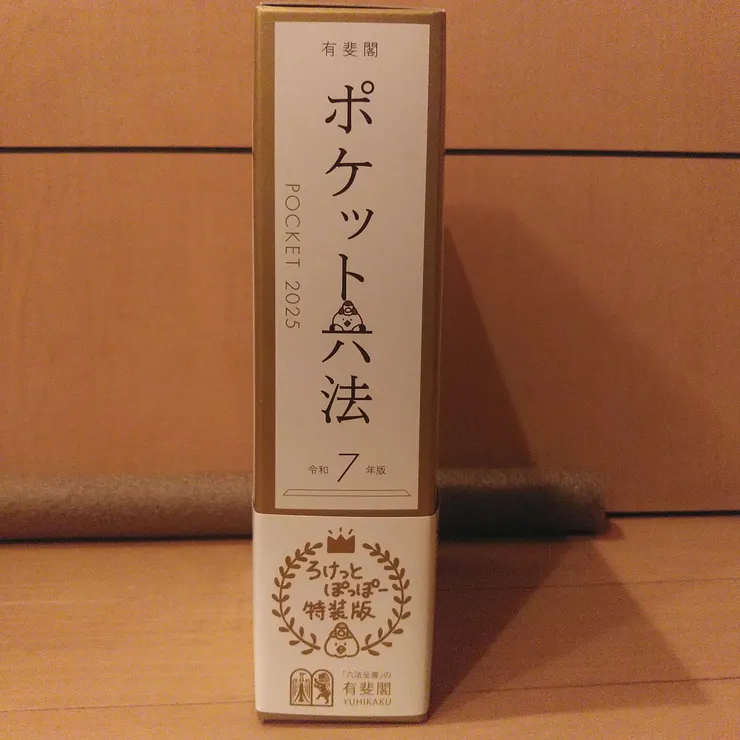 有斐閣
ポケット六法
POCKET 2025
令和7年版
ろけっと
ぽっぽー
特装版
「六法全書」の
有斐閣
YUHIKAKU